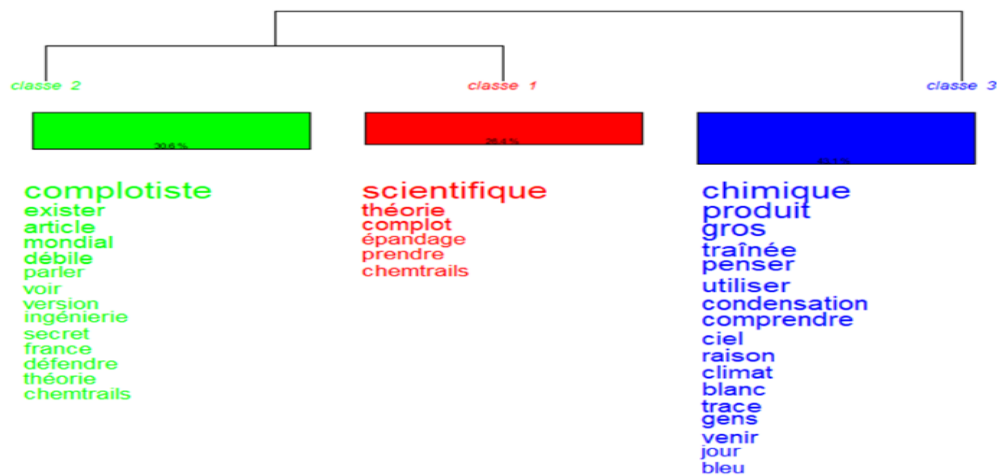 classe 2
classe 1
classe 3
complotiste
exister
article
mondial
débile
parler
voir
version
ingénierie
secret
france
défendre
théorie
chemtrails
scientifique
théorie
complot
épandage
prendre
chemtrails
chimique
produit
gros
traînée
penser
utiliser
condensation
comprendre
ciel
raison
climat
blanc
trace
gens
venir
jour
bleu